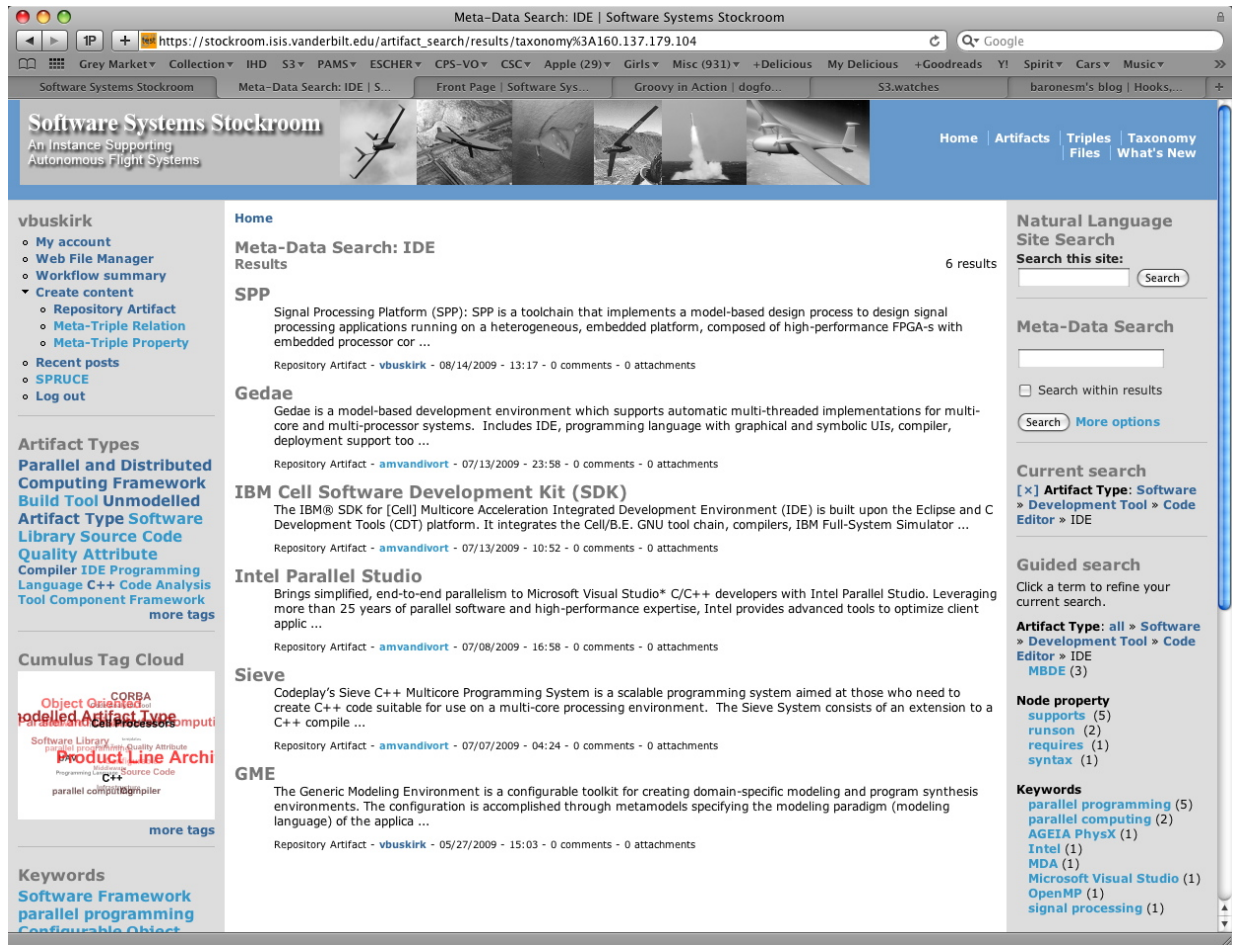 Meta-Data Search: IDE | Software Systems Stockroom
1P + test https://stockroom.isis.vanderbilt.edu/artifact_search/results/taxonomy%3A160.137.179.104 Google
Grey Market Collection IHD S3 PAMS ESCHER CPS-VO CSC Apple (29) Girls Misc (931) +Delicious My Delicious +Goodreads Y! Spirit Cars Music >>
Software Systems Stockroom Meta-Data Search: IDE | S... Front Page | Software Sys... Groovy in Action | dogfo... S3.watches baronesm's blog | Hooks,... +
Software Systems Stockroom
An Instance Supporting
Autonomous Flight Systems
Home Artifacts Triples Taxonomy
Files What's New
vbuskirk
My account
Web File Manager
Workflow summary
Create content
Repository Artifact
Meta-Triple Relation
Meta-Triple Property
Recent posts
SPRUCE
Log out
Artifact Types
Parallel and Distributed
Computing Framework
Build Tool Unmodelled
Artifact Type Software
Library Source Code
Quality Attribute
Compiler IDE Programming
Language C++ Code Analysis
Tool Component Framework
more tags
Cumulus Tag Cloud
CORBA
Object Oriented
Cell Processors
Software Library
Quality Attribute
Product Line Archi
Programming Language
Middleware
Source Code
C++
parallel computing
more tags
Keywords
Software Framework
parallel programming
Configurable Object
Home
Meta-Data Search: IDE
Results
6 results
SPP
Signal Processing Platform (SPP): SPP is a toolchain that implements a model-based design process to design signal
processing applications running on a heterogeneous, embedded platform, composed of high-performance FPGA-s with
embedded processor cor ...
Repository Artifact - vbuskirk - 08/14/2009 - 13:17 - 0 comments - 0 attachments
Gedae
Gedae is a model-based development environment which supports automatic multi-threaded implementations for multi-
core and multi-processor systems. Includes IDE, programming language with graphical and symbolic UIs, compiler,
deployment support too ...
Repository Artifact - amvandivort - 07/13/2009 - 23:58 - 0 comments - 0 attachments
IBM Cell Software Development Kit (SDK)
The IBM® SDK for [Cell] Multicore Acceleration Integrated Development Environment (IDE) is built upon the Eclipse and C
Development Tools (CDT) platform. It integrates the Cell/B.E. GNU tool chain, compilers, IBM Full-System Simulator ...
Repository Artifact - amvandivort - 07/13/2009 - 10:52 - 0 comments - 0 attachments
Intel Parallel Studio
Brings simplified, end-to-end parallelism to Microsoft Visual Studio* C/C++ developers with Intel Parallel Studio. Leveraging
more than 25 years of parallel software and high-performance expertise, Intel provides advanced tools to optimize client
applic ...
Repository Artifact - amvandivort - 07/08/2009 - 16:58 - 0 comments - 0 attachments
Sieve
Codeplay's Sieve C++ Multicore Programming System is a scalable programming system aimed at those who need to
create C++ code suitable for use on a multi-core processing environment. The Sieve System consists of an extension to a
C++ compile ...
Repository Artifact - amvandivort - 07/07/2009 - 04:24 - 0 comments - 0 attachments
GME
The Generic Modeling Environment is a configurable toolkit for creating domain-specific modeling and program synthesis
environments. The configuration is accomplished through metamodels specifying the modeling paradigm (modeling
language) of the applica ...
Repository Artifact - vbuskirk - 05/27/2009 - 15:03 - 0 comments - 0 attachments
Natural Language
Site Search
Search this site:
Search
Meta-Data Search
Search within results
Search More options
Current search
[×] Artifact Type: Software
» Development Tool » Code
Editor » IDE
Guided search
Click a term to refine your
current search.
Artifact Type: all » Software
» Development Tool » Code
Editor » IDE
MBDE (3)
Node property
supports (5)
runson (2)
requires (1)
syntax (1)
Keywords
parallel programming (5)
parallel computing (2)
AGEIA PhysX (1)
Intel (1)
MDA (1)
Microsoft Visual Studio (1)
OpenMP (1)
signal processing (1)